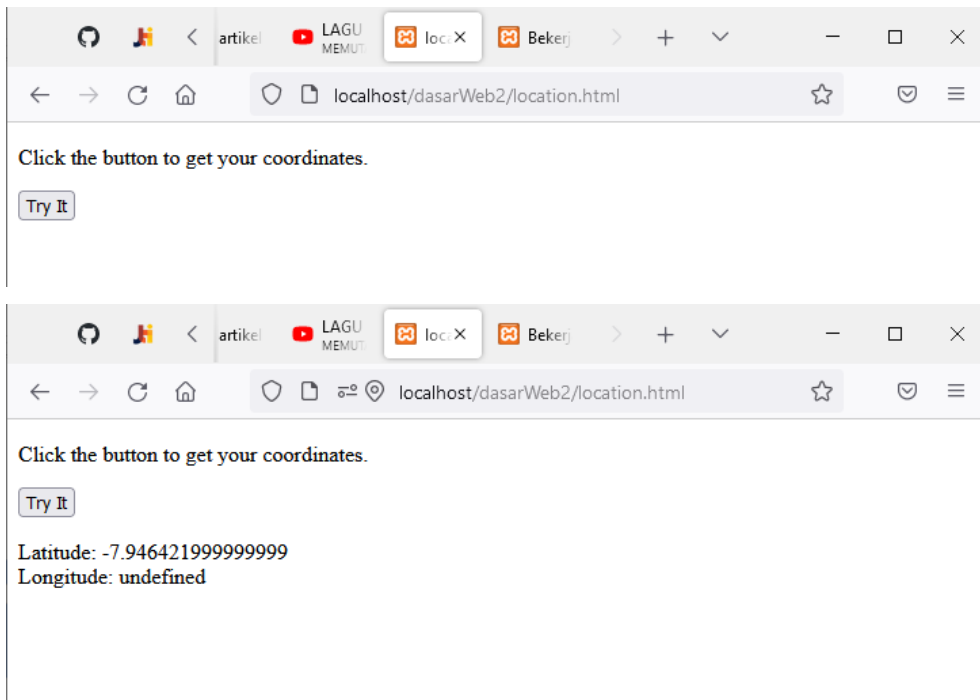 artikel
LAGU
MEMUT
loca
Bekerj
localhost/dasarWeb2/location.html
Click the button to get your coordinates.
Try It
artikel
LAGU
MEMUT
loca
Bekerj
localhost/dasarWeb2/location.html
Click the button to get your coordinates.
Try It
Latitude: -7.946421999999999
Longitude: undefined